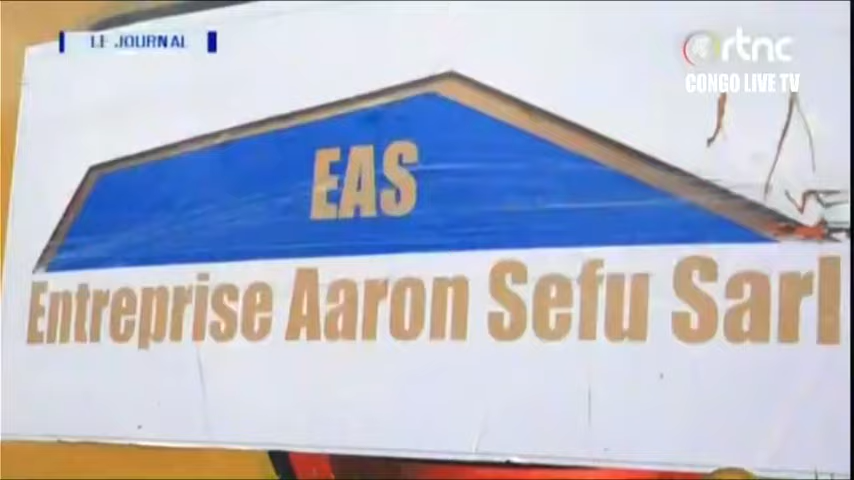 LE JOURNAL
rtnc
CONGO LIVE TV
EAS
Entreprise Aaron Sefu Sarl